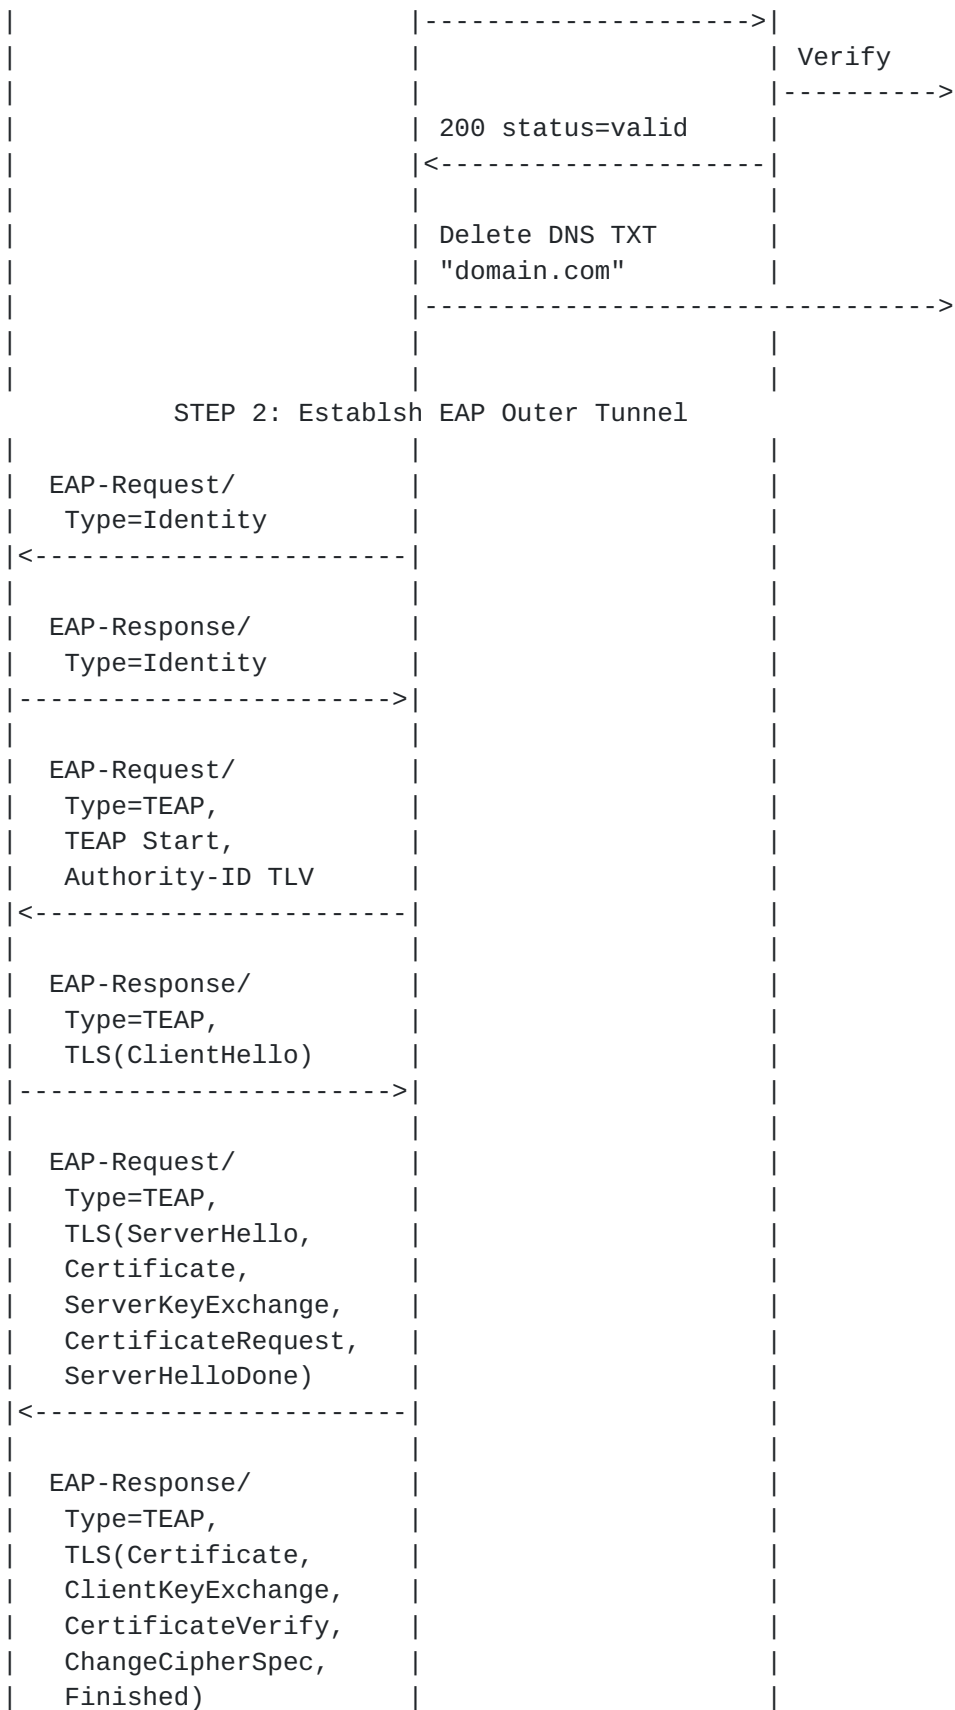 |                         |--------------------->|
|                         |                      | Verify
|                         |                      |---------->
|                         | 200 status=valid     |
|                         |<---------------------|
|                         |                      |
|                         | Delete DNS TXT       |
|                         | "domain.com"         |
|                         |--------------------------------->
|                         |                      |
|                         |                      |
          STEP 2: Establsh EAP Outer Tunnel
|                         |                      |
|  EAP-Request/           |                      |
|   Type=Identity         |                      |
|<------------------------|                      |
|                         |                      |
|  EAP-Response/          |                      |
|   Type=Identity         |                      |
|------------------------>|                      |
|                         |                      |
|  EAP-Request/           |                      |
|   Type=TEAP,            |                      |
|   TEAP Start,           |                      |
|   Authority-ID TLV      |                      |
|<------------------------|                      |
|                         |                      |
|  EAP-Response/          |                      |
|   Type=TEAP,            |                      |
|   TLS(ClientHello)      |                      |
|------------------------>|                      |
|                         |                      |
|  EAP-Request/           |                      |
|   Type=TEAP,            |                      |
|   TLS(ServerHello,      |                      |
|   Certificate,          |                      |
|   ServerKeyExchange,    |                      |
|   CertificateRequest,   |                      |
|   ServerHelloDone)      |                      |
|<------------------------|                      |
|                         |                      |
|  EAP-Response/          |                      |
|   Type=TEAP,            |                      |
|   TLS(Certificate,      |                      |
|   ClientKeyExchange,    |                      |
|   CertificateVerify,    |                      |
|   ChangeCipherSpec,     |                      |
|   Finished)             |                      |